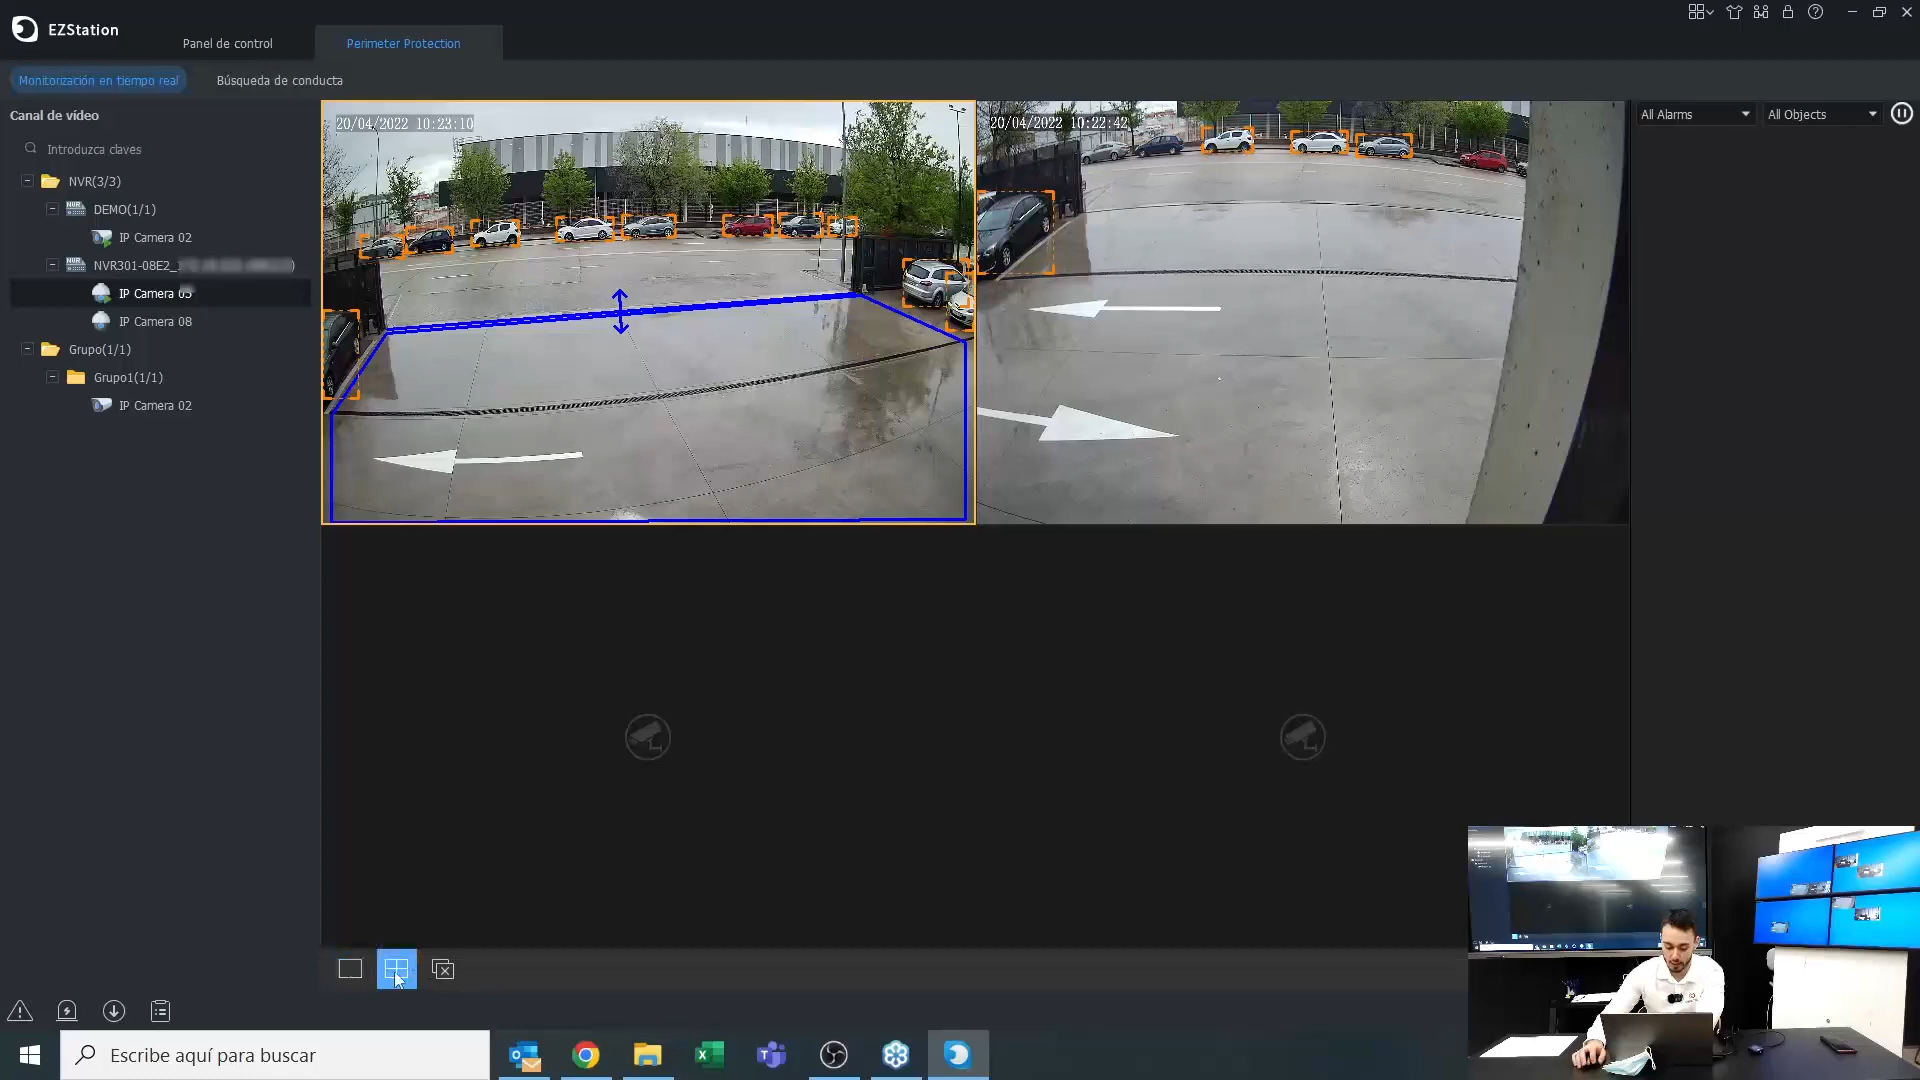 EZStation
Panel de control
Perimeter Protection
Monitorización en tiempo real
Búsqueda de conducta
Canal de vídeo
Introduzca claves
NVR(3/3)
DEMO(1/1)
IP Camera 02
NVR301-08E2_
IP Camera 05
IP Camera 08
Grupo(1/1)
Grupo1(1/1)
IP Camera 02
20/04/2022 10:23:10
20/04/2022 10:22:42
All Alarms
All Objects
Escribe aquí para buscar